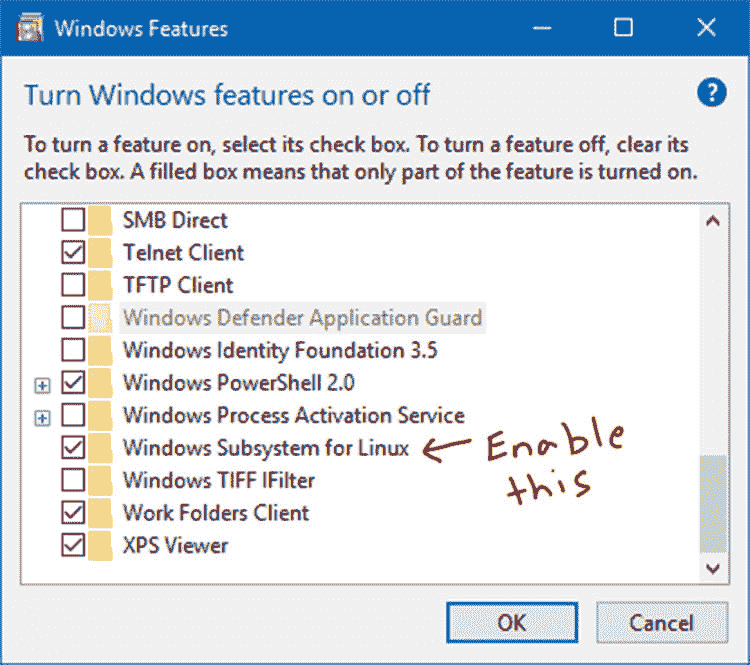 Windows Features
Turn Windows features on or off
To turn a feature on, select its check box. To turn a feature off, clear its
check box. A filled box means that only part of the feature is turned on.
SMB Direct
Telnet Client
TFTP Client
Windows Defender Application Guard
Windows Identity Foundation 3.5
Windows PowerShell 2.0
Windows Process Activation Service
Windows Subsystem for Linux
Enable
this
Windows TIFF IFilter
Work Folders Client
XPS Viewer
OK
Cancel